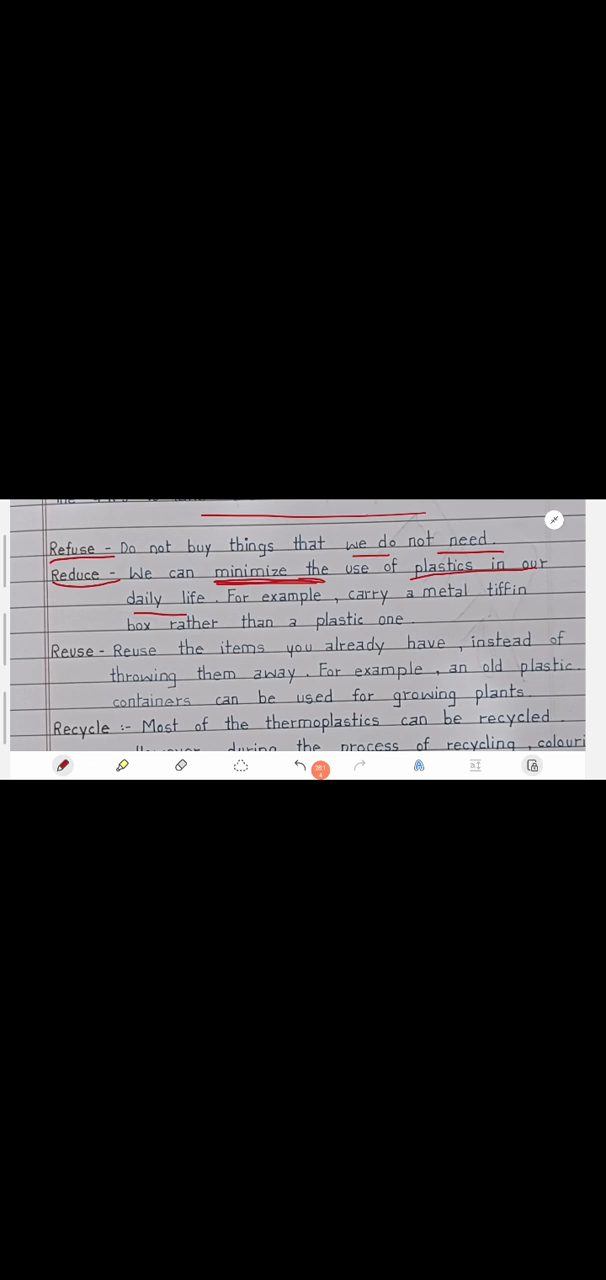 Refuse - Do not buy things that we do not need.
Reduce - We can minimize the use of plastics in our
daily life. For example, carry a metal tiffin
box rather than a plastic one.
Reuse - Reuse the items you already have, instead of
throwing them away. For example, an old plastic
containers can be used for growing plants.
Recycle :- Most of the thermoplastics can be recycled.
However during the process of recycling, colouri